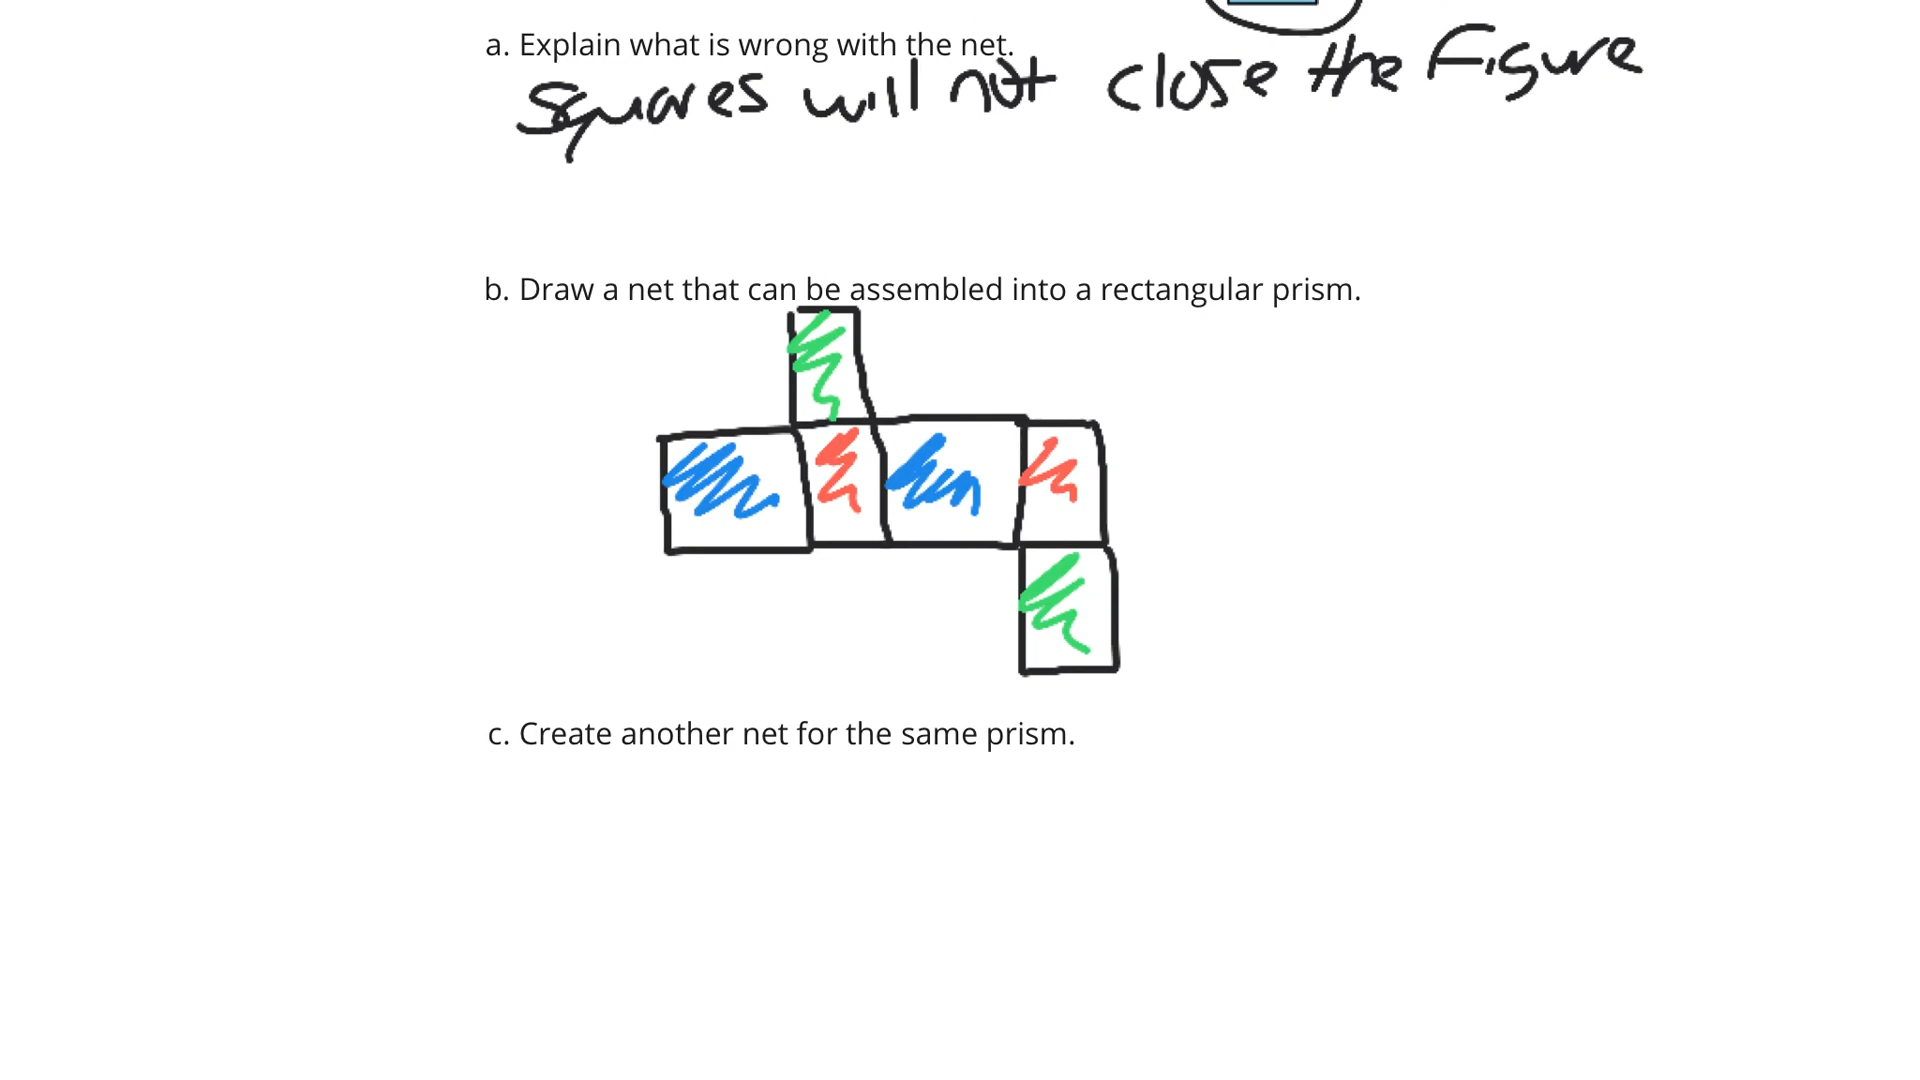 a. Explain what is wrong with the net.
Squares will not close the Figure
b. Draw a net that can be assembled into a rectangular prism.
c. Create another net for the same prism.